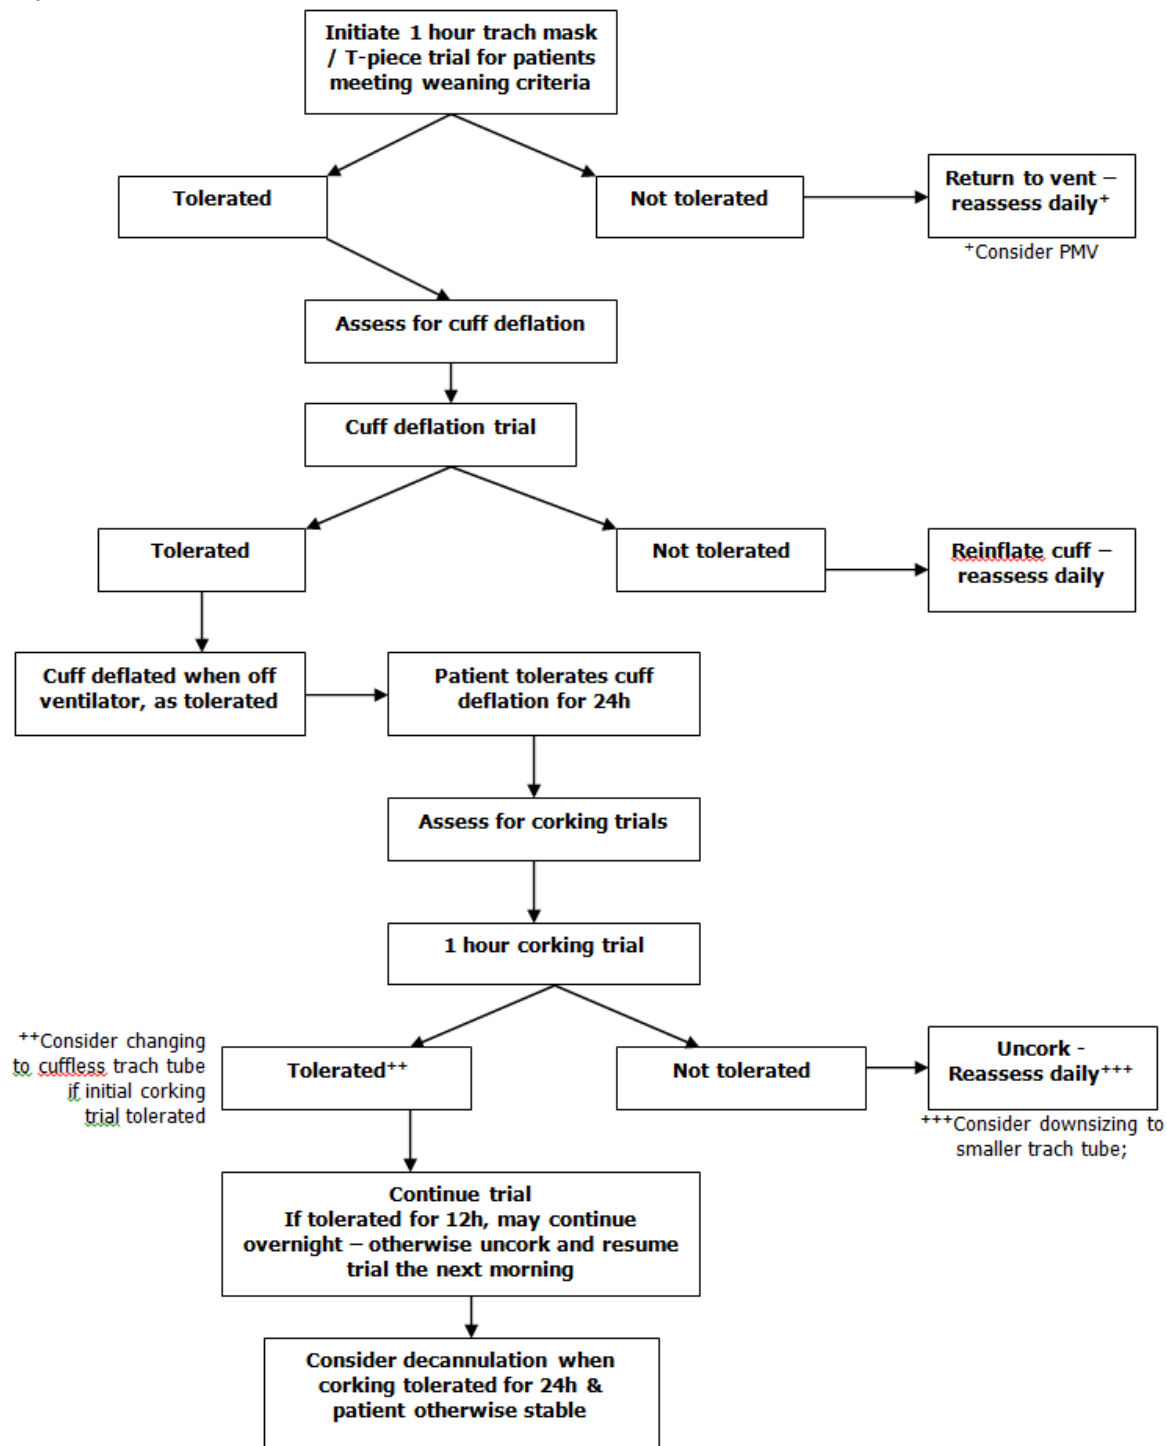 Initiate 1 hour trach mask
/ T-piece trial for patients
meeting weaning criteria
Tolerated
Not tolerated
Return to vent –
reassess daily+
+Consider PMV
Assess for cuff deflation
Cuff deflation trial
Tolerated
Not tolerated
Reinflate cuff –
reassess daily
Cuff deflated when off
ventilator, as tolerated
Patient tolerates cuff
deflation for 24h
Assess for corking trials
1 hour corking trial
++Consider changing
to cuffless trach tube
if initial corking
trial tolerated
Tolerated++
Not tolerated
Uncork -
Reassess daily+++
+++Consider downsizing to
smaller trach tube;
Continue trial
If tolerated for 12h, may continue
overnight – otherwise uncork and resume
trial the next morning
Consider decannulation when
corking tolerated for 24h &
patient otherwise stable